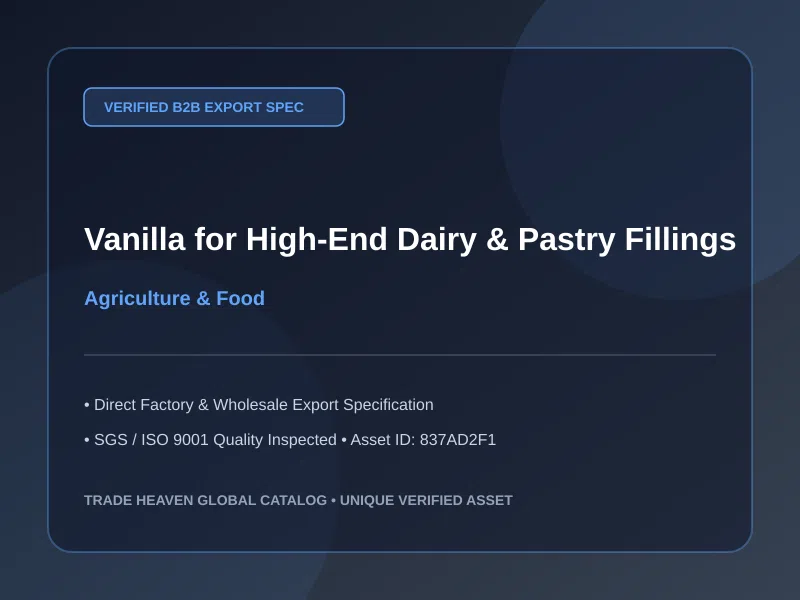 VERIFIED B2B EXPORT SPEC
Vanilla for High-End Dairy & Pastry Fillings
Agriculture & Food
• Direct Factory & Wholesale Export Specification
• SGS / ISO 9001 Quality Inspected • Asset ID: 837AD2F1
TRADE HEAVEN GLOBAL CATALOG • UNIQUE VERIFIED ASSET